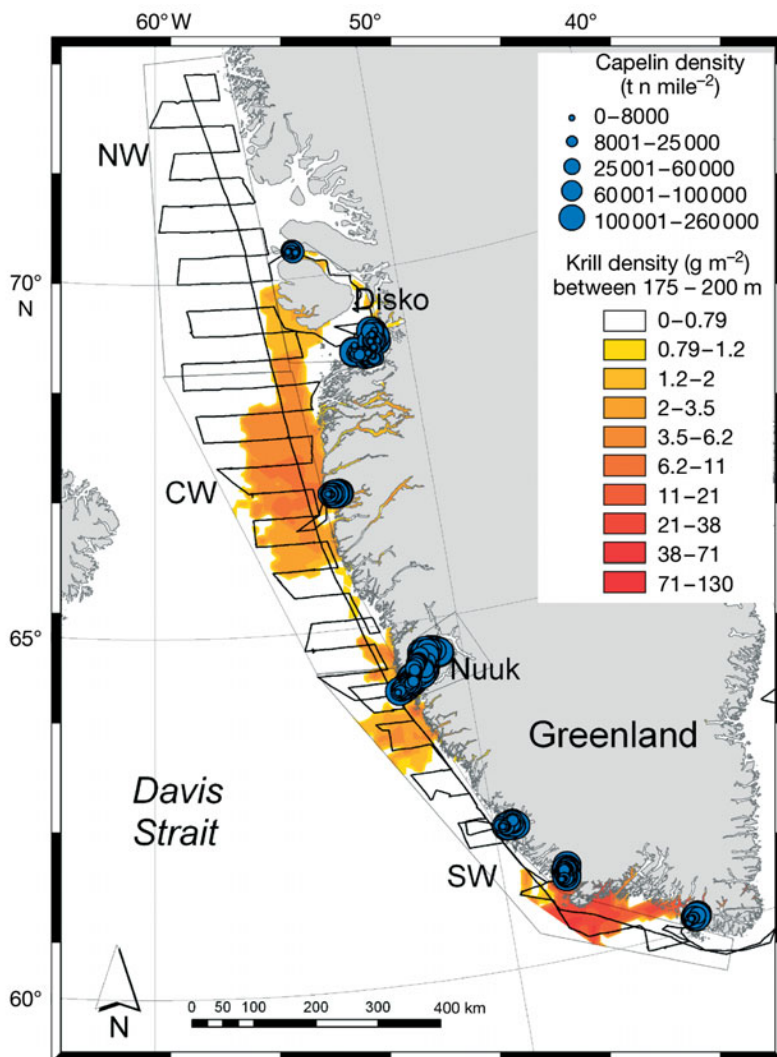 60°W
50°
40°
Capelin density
(t n mile⁻²)
0–8000
8001–25 000
25 001–60 000
60 001–100 000
100 001–260 000
Krill density (g m⁻²)
between 175 – 200 m
0–0.79
0.79–1.2
1.2–2
2–3.5
3.5–6.2
6.2–11
11–21
21–38
38–71
71–130
NW
70°
N
Disko
CW
65°
Nuuk
Greenland
Davis
Strait
SW
60°
N
0 50 100 200 300 400 km